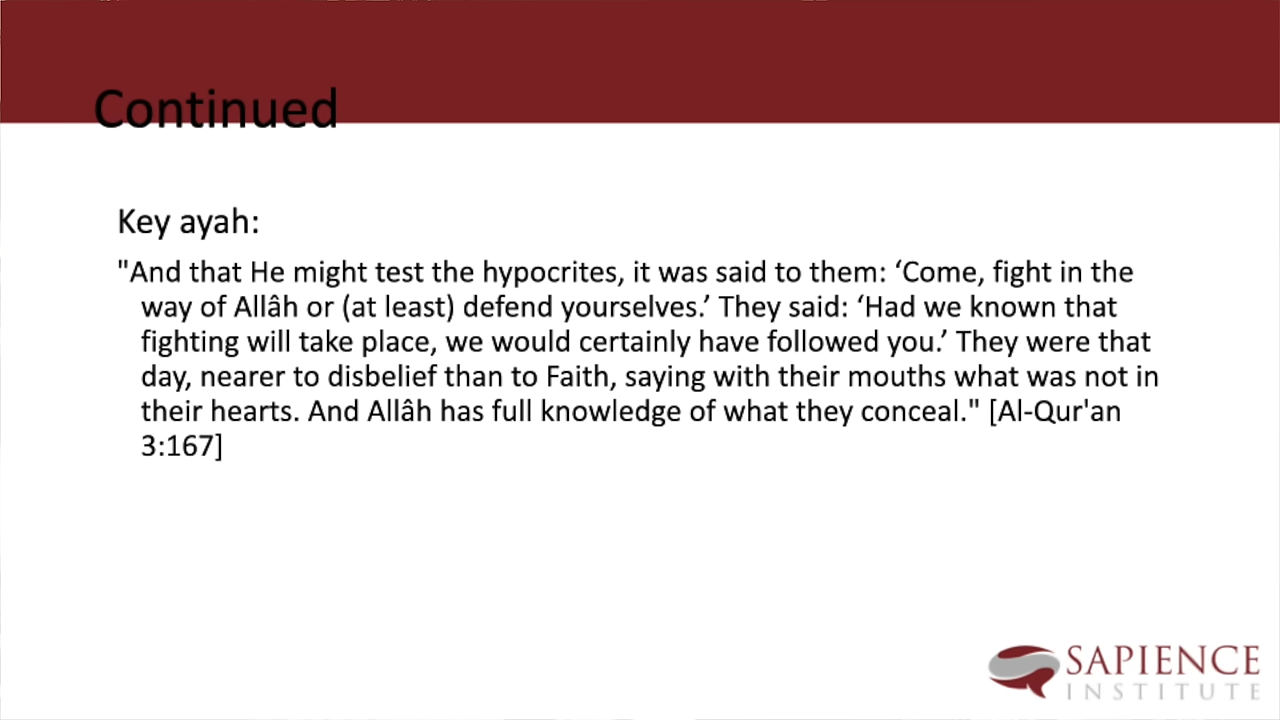 Continued
Key ayah:
"And that He might test the hypocrites, it was said to them: ‘Come, fight in the
way of Allâh or (at least) defend yourselves.’ They said: ‘Had we known that
fighting will take place, we would certainly have followed you.’ They were that
day, nearer to disbelief than to Faith, saying with their mouths what was not in
their hearts. And Allâh has full knowledge of what they conceal." [Al-Qur'an
3:167]
SAPIENCE
INSTITUTE